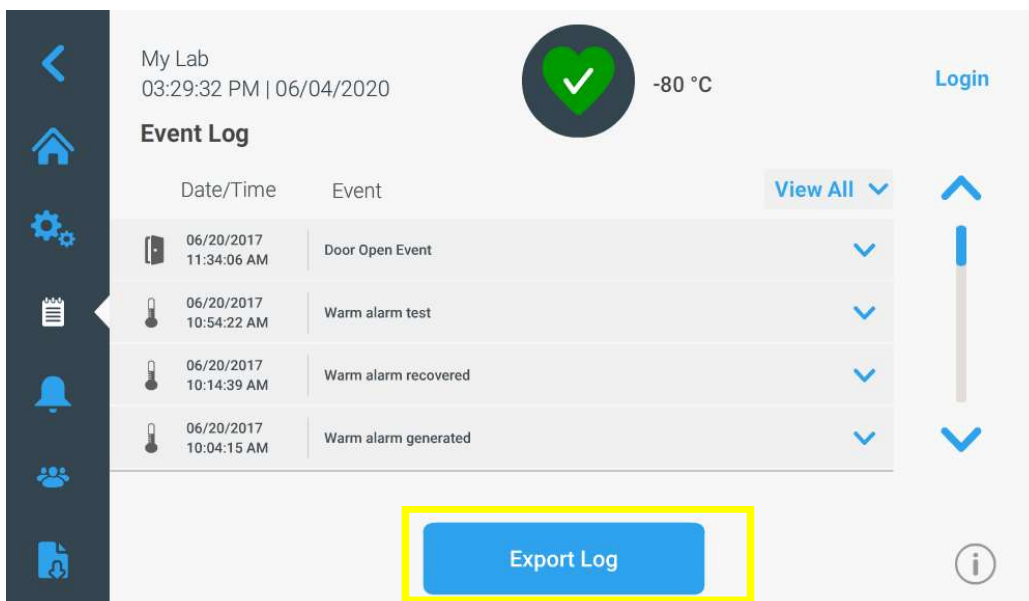 My Lab
03:29:32 PM | 06/04/2020
-80 °C
Login
Event Log
Date/Time Event View All
06/20/2017
11:34:06 AM
Door Open Event
06/20/2017
10:54:22 AM
Warm alarm test
06/20/2017
10:14:39 AM
Warm alarm recovered
06/20/2017
10:04:15 AM
Warm alarm generated
Export Log
i